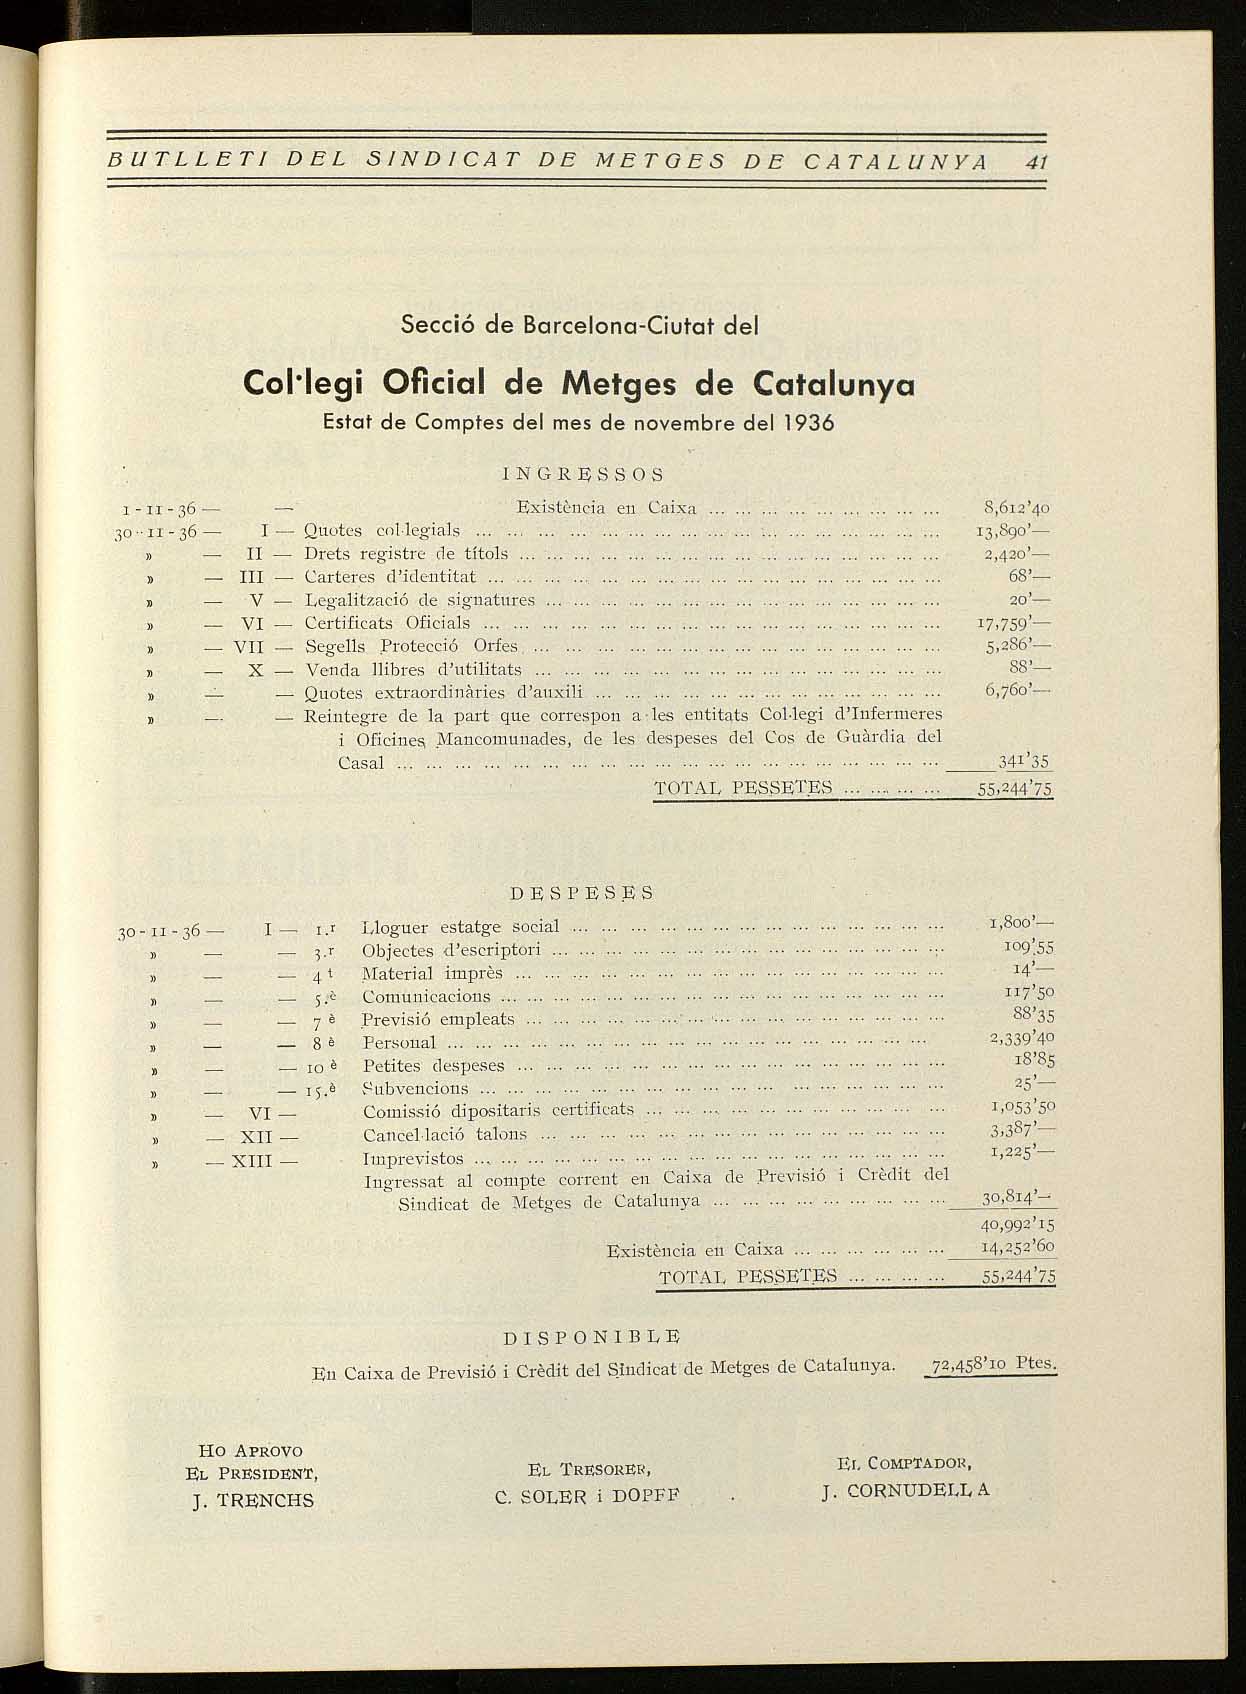 BUTLLETI DEL SINDICAT DE METGES DE CATALUNYA 41
Secció de Barcelona-Ciutat del
Col·legi Oficial de Metges de Catalunya
Estat de Comptes del mes de novembre del 1936
INGRESSOS
1 - 11 - 36 — — Existència en Caixa ... ... ... ... ... ... ... ... ... 8,612'40
30 - 11 - 36 — I — Quotes col·legials ... ... ... ... ... ... ... ... ... 13,890'—
» — II — Drets registre de títols ... ... ... ... ... ... ... ... ... 2,420'—
» — III — Carteres d'identitat ... ... ... ... ... ... ... ... ... 68'—
» — V — Legalització de signatures ... ... ... ... ... ... ... ... ... 20'—
» — VI — Certificats Oficials ... ... ... ... ... ... ... ... ... 17,759'—
» — VII — Segells Protecció Orfes ... ... ... ... ... ... ... ... ... 5,286'—
» — X — Venda llibres d'utilitats ... ... ... ... ... ... ... ... ... 88'—
» — — Quotes extraordinàries d'auxili ... ... ... ... ... ... ... ... ... 6,760'—
» — — Reintegre de la part que correspon a les entitats Col·legi d'Infermeres
i Oficines Mancomunades, de les despeses del Cos de Guàrdia del
Casal ... ... ... ... ... ... ... ... ... 341'35
TOTAL PESSETES ... ... ... ... 55,244'75
DESPESES
30 - 11 - 36 — I — 1.r Lloguer estatge social ... ... ... ... ... ... ... ... ... 1,800'—
» — — 3.r Objectes d'escriptori ... ... ... ... ... ... ... ... ... 109'55
» — — 4 t Material imprès ... ... ... ... ... ... ... ... ... 14'—
» — — 5.è Comunicacions ... ... ... ... ... ... ... ... ... 117'50
» — — 7 è Previsió empleats ... ... ... ... ... ... ... ... ... 88'35
» — — 8 è Personal ... ... ... ... ... ... ... ... ... 2,339'40
» — — 10 è Petites despeses ... ... ... ... ... ... ... ... ... 18'85
» — — 15.è Subvencions ... ... ... ... ... ... ... ... ... 25'—
» — VI — Comissió dipositaris certificats ... ... ... ... ... ... ... ... ... 1,053'50
» — XII — Cancel·lació talons ... ... ... ... ... ... ... ... ... 3,387'—
» — XIII — Imprevistos ... ... ... ... ... ... ... ... ... 1,225'—
Ingressat al compte corrent en Caixa de Previsió i Crèdit del
Sindicat de Metges de Catalunya ... ... ... ... ... ... ... ... ... 30,814'—
40,992'15
Existència en Caixa ... ... ... ... ... ... 14,252'60
TOTAL PESSETES ... ... ... ... 55,244'75
DISPONIBLE
En Caixa de Previsió i Crèdit del Sindicat de Metges de Catalunya. 72,458'10 Ptes.
HO APROVO
EL PRESIDENT,
J. TRENCHS
EL TRESORER,
C. SOLER i DOPFF
EL COMPTADOR,
J. CORNUDELLA